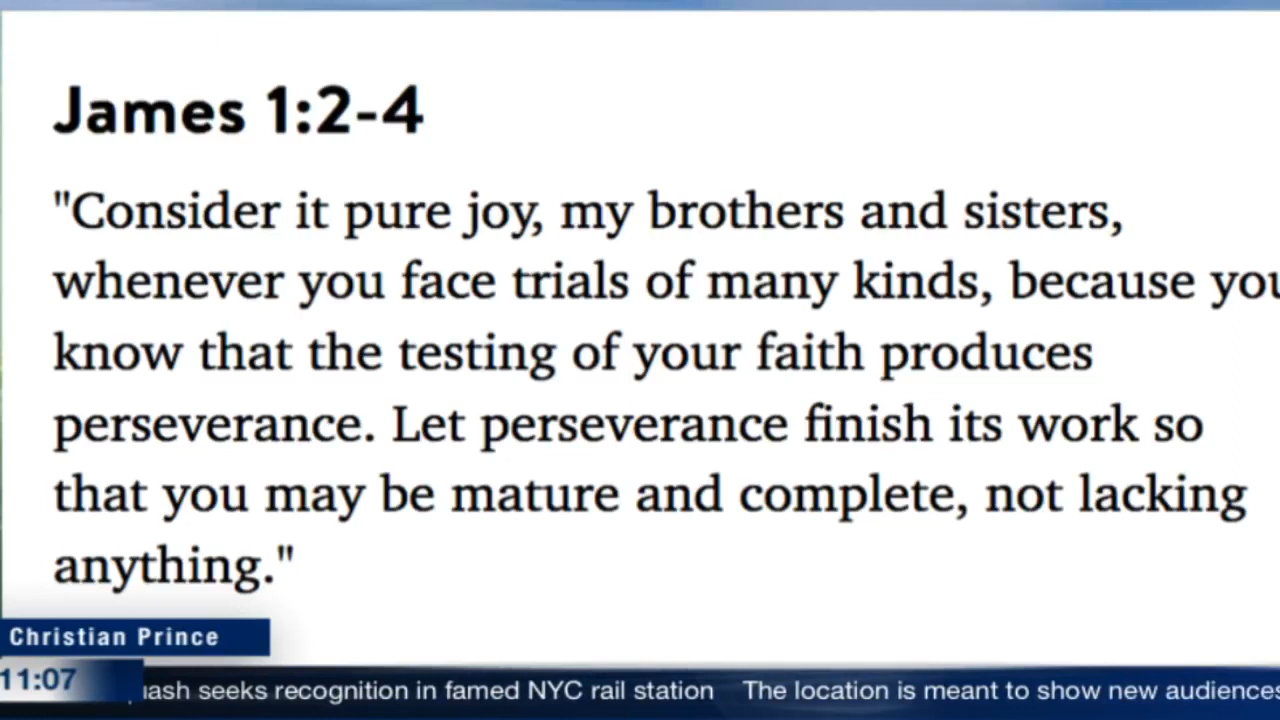 James 1:2-4
"Consider it pure joy, my brothers and sisters,
whenever you face trials of many kinds, because you
know that the testing of your faith produces
perseverance. Let perseverance finish its work so
that you may be mature and complete, not lacking
anything."
Christian Prince
11:07
seeks recognition in famed NYC rail station The location is meant to show new audiences